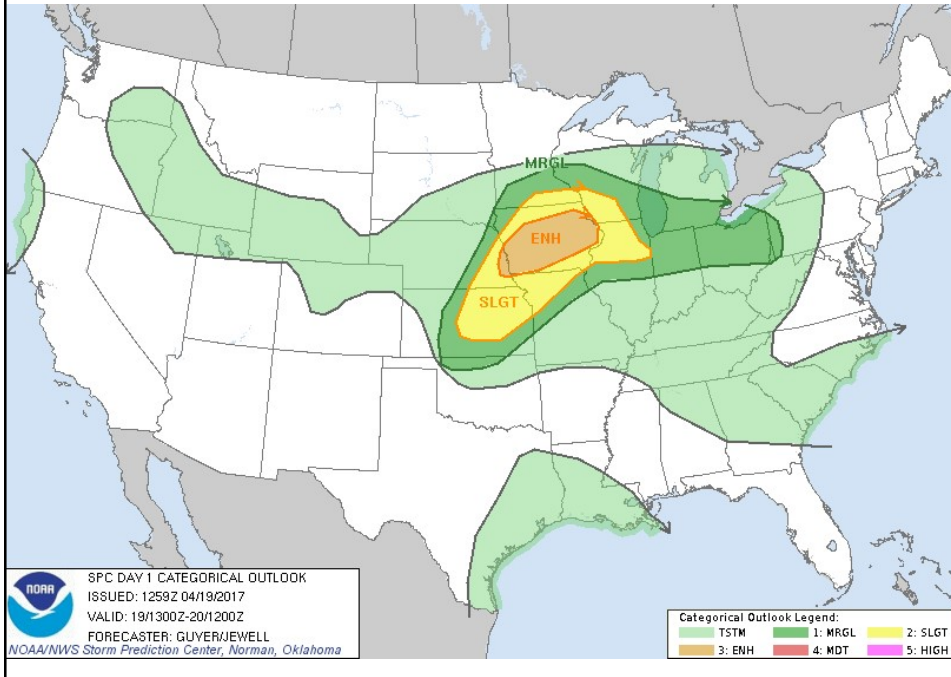 MRGL
ENH
SLGT
NOAA
SPC DAY 1 CATEGORICAL OUTLOOK
ISSUED: 1259Z 04/19/2017
VALID: 19/1300Z-20/1200Z
FORECASTER: GUYER/JEWELL
NOAA/NWS Storm Prediction Center, Norman, Oklahoma
Categorical Outlook Legend:
TSTM 1: MRGL 2: SLGT
3: ENH 4: MDT 5: HIGH